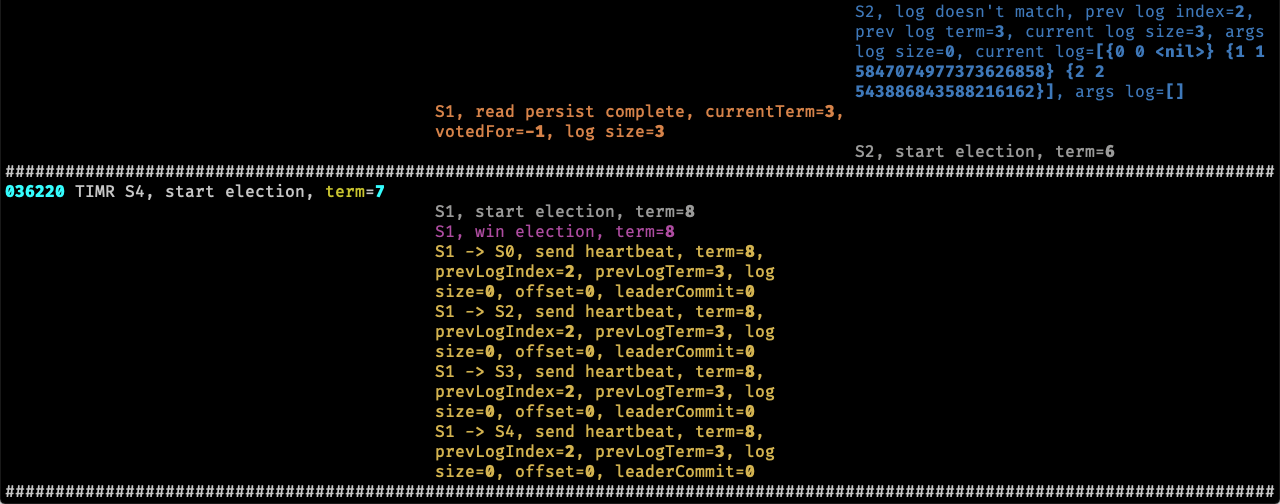 S2, log doesn't match, prev log index=2,
prev log term=3, current log size=3, args
log size=0, current log=[{0 0 <nil>} {1 1
5847074977373626858} {2 2
543886843588216162}], args log=[]
S1, read persist complete, currentTerm=3,
votedFor=-1, log size=3
S2, start election, term=6
###############################################################################################################################
036220 TIMR S4, start election, term=7
S1, start election, term=8
S1, win election, term=8
S1 -> S0, send heartbeat, term=8,
prevLogIndex=2, prevLogTerm=3, log
size=0, offset=0, leaderCommit=0
S1 -> S2, send heartbeat, term=8,
prevLogIndex=2, prevLogTerm=3, log
size=0, offset=0, leaderCommit=0
S1 -> S3, send heartbeat, term=8,
prevLogIndex=2, prevLogTerm=3, log
size=0, offset=0, leaderCommit=0
S1 -> S4, send heartbeat, term=8,
prevLogIndex=2, prevLogTerm=3, log
size=0, offset=0, leaderCommit=0
###############################################################################################################################